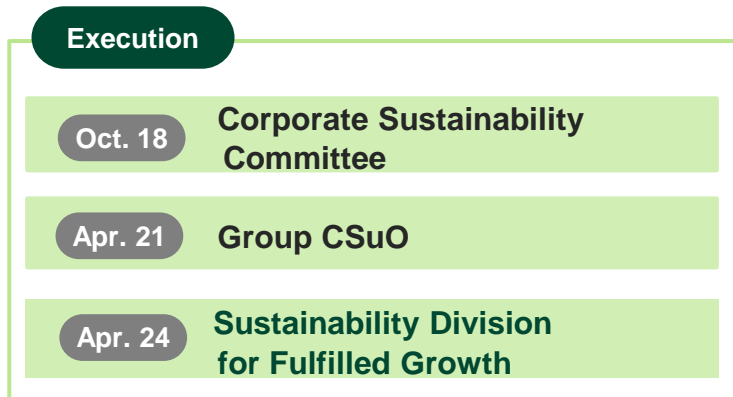 Execution
Oct. 18
Corporate Sustainability
Committee
Apr. 21
Group CSuO
Apr. 24
Sustainability Division
for Fulfilled Growth